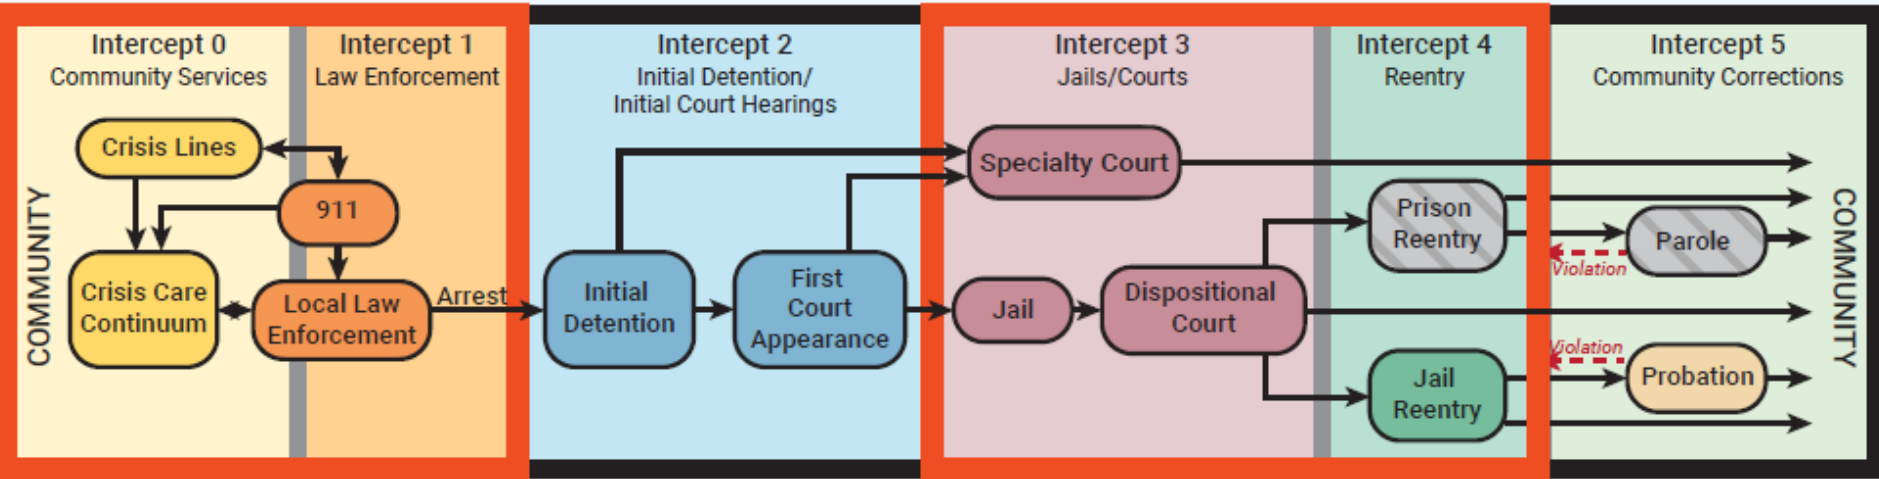 Intercept 0
Community Services
Intercept 1
Law Enforcement
Intercept 2
Initial Detention/
Initial Court Hearings
Intercept 3
Jails/Courts
Intercept 4
Reentry
Intercept 5
Community Corrections
COMMUNITY
Crisis Lines
911
Crisis Care
Continuum
Local Law
Enforcement
Arrest
Initial
Detention
First
Court
Appearance
Specialty Court
Jail
Dispositional
Court
Prison
Reentry
Jail
Reentry
Parole
Violation
Violation
Probation
COMMUNITY